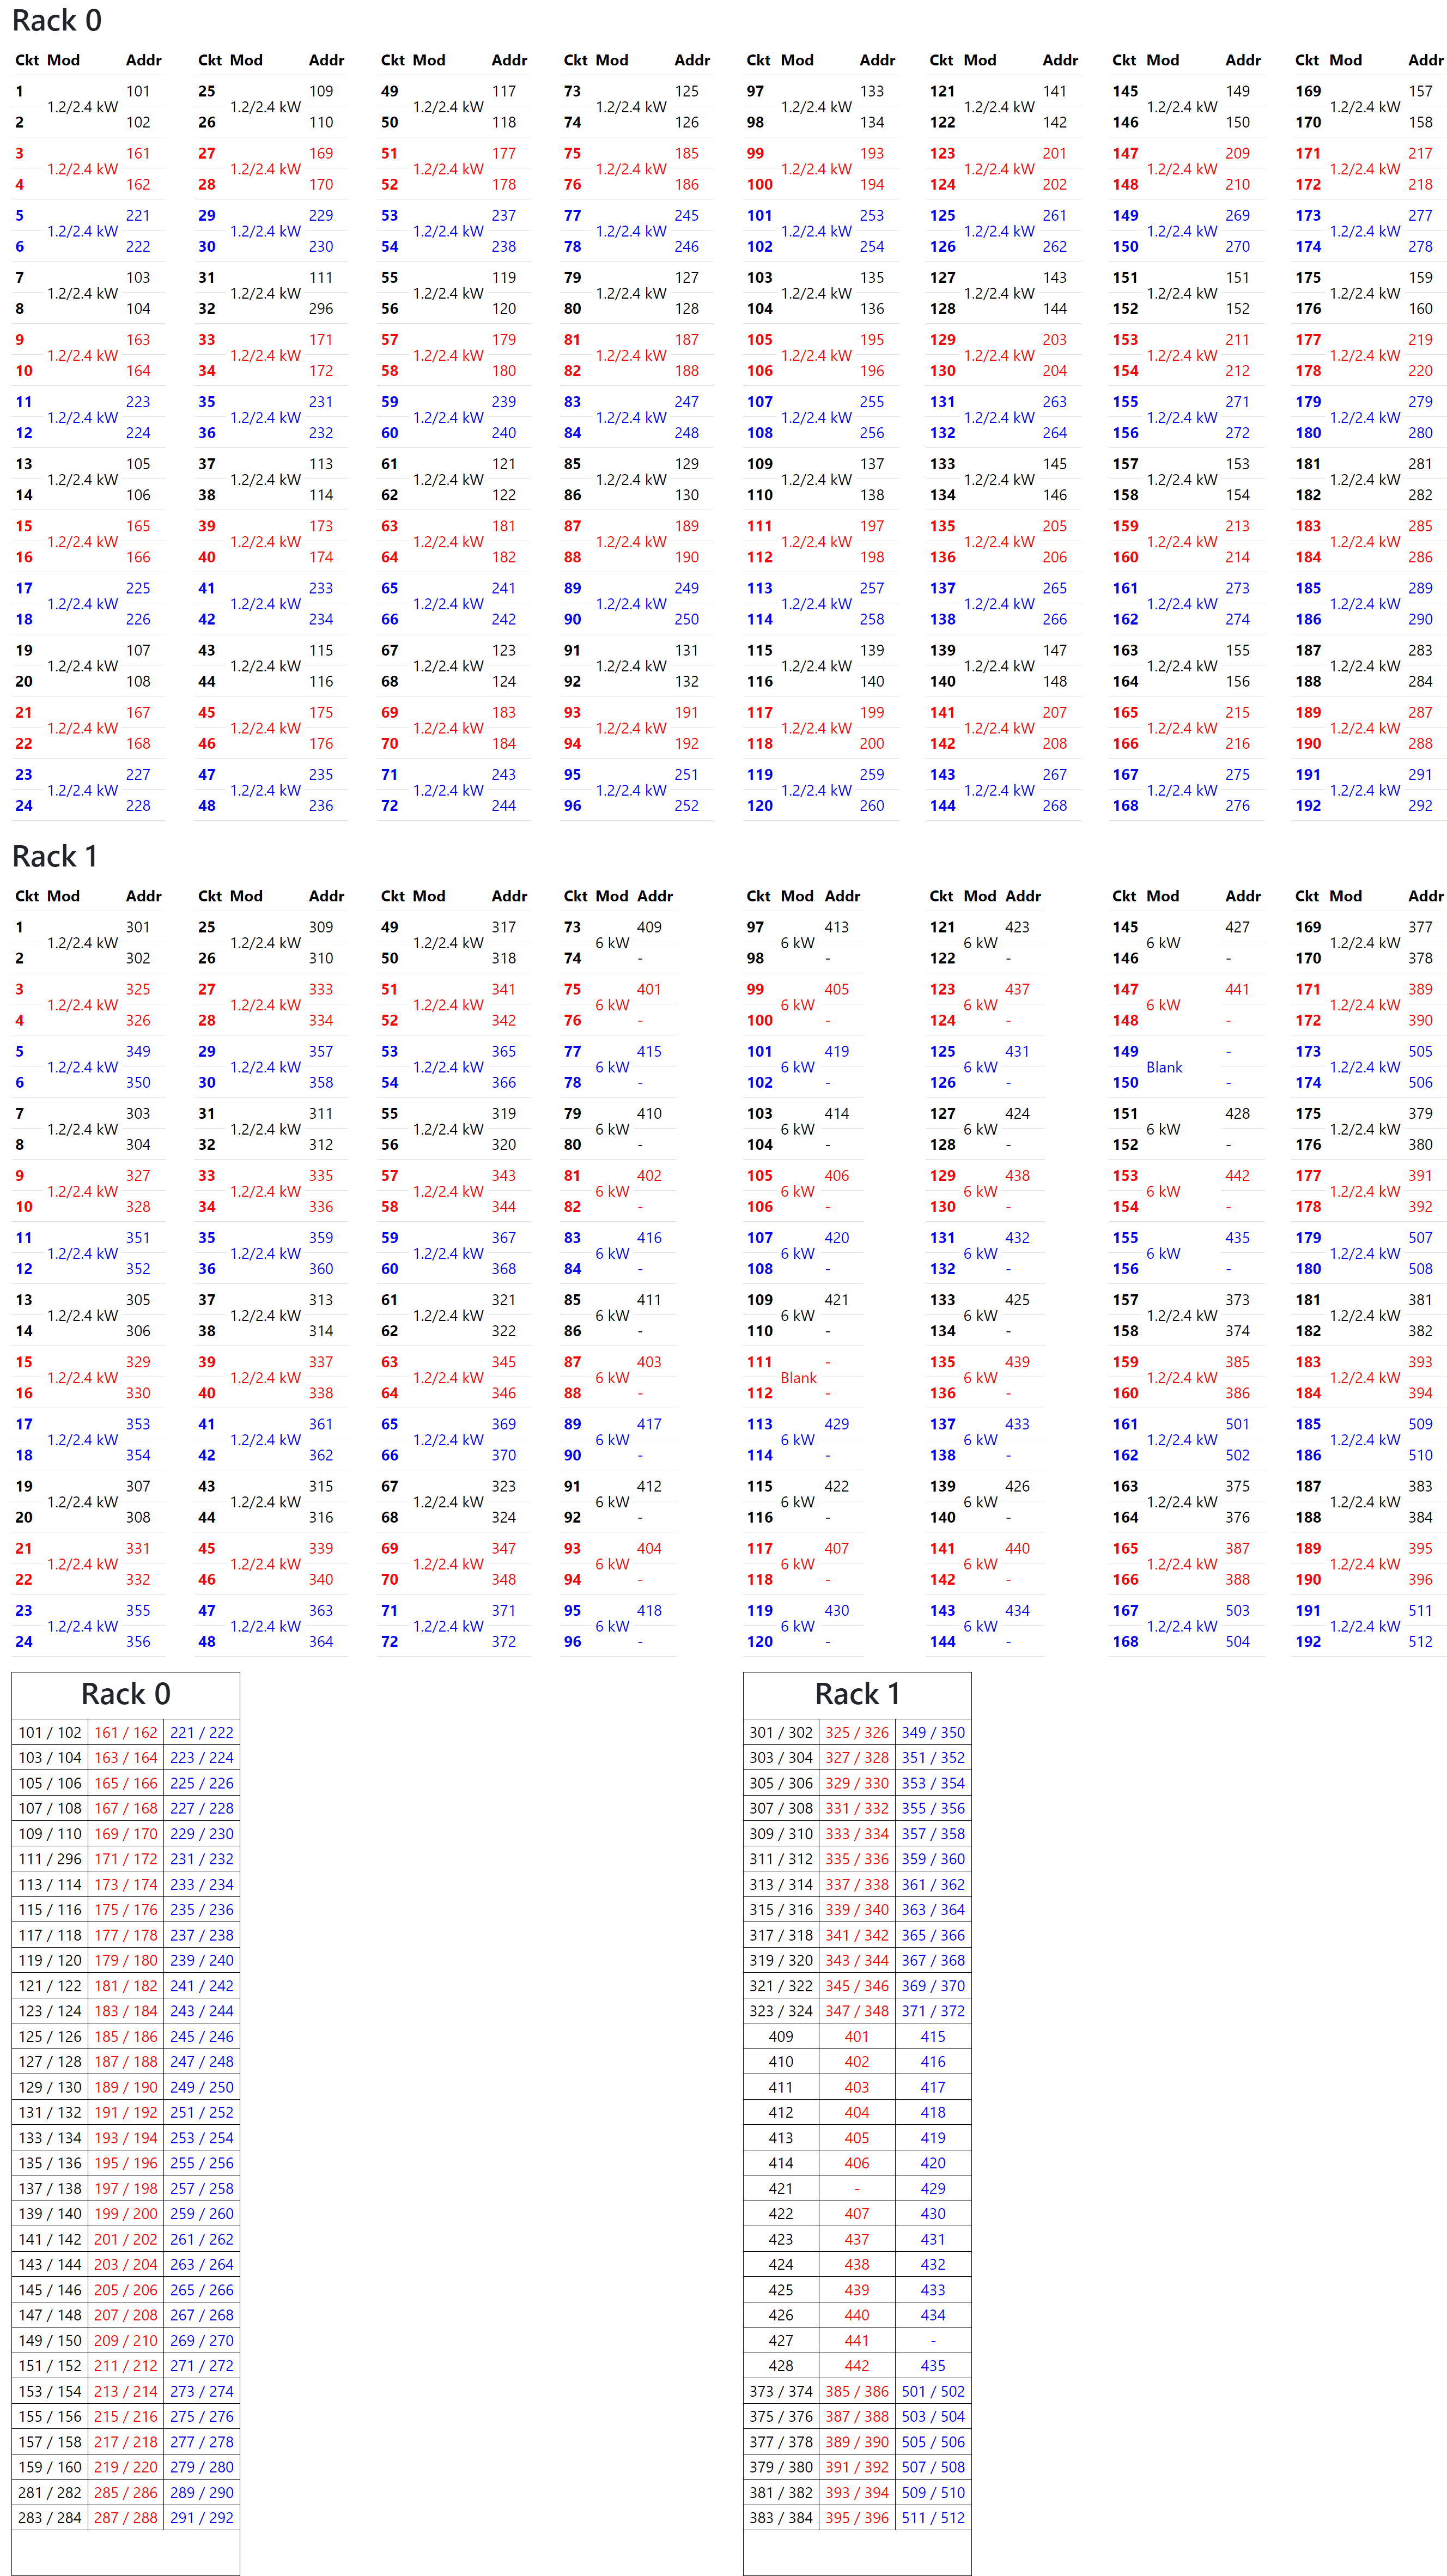 Rack 0
Ckt Mod Addr Ckt Mod Addr Ckt Mod Addr Ckt Mod Addr Ckt Mod Addr Ckt Mod Addr Ckt Mod Addr Ckt Mod Addr
1 1.2/2.4 kW 101 25 1.2/2.4 kW 109 49 1.2/2.4 kW 117 73 1.2/2.4 kW 125 97 1.2/2.4 kW 133 121 1.2/2.4 kW 141 145 1.2/2.4 kW 149 169 1.2/2.4 kW 157
2 102 26 110 50 118 74 126 98 134 122 142 146 150 170 158
3 1.2/2.4 kW 161 27 1.2/2.4 kW 169 51 1.2/2.4 kW 177 75 1.2/2.4 kW 185 99 1.2/2.4 kW 193 123 1.2/2.4 kW 201 147 1.2/2.4 kW 209 171 1.2/2.4 kW 217
4 162 28 170 52 178 76 186 100 194 124 202 148 210 172 218
5 1.2/2.4 kW 221 29 1.2/2.4 kW 229 53 1.2/2.4 kW 237 77 1.2/2.4 kW 245 101 1.2/2.4 kW 253 125 1.2/2.4 kW 261 149 1.2/2.4 kW 269 173 1.2/2.4 kW 277
6 222 30 230 54 238 78 246 102 254 126 262 150 270 174 278
7 1.2/2.4 kW 103 31 1.2/2.4 kW 111 55 1.2/2.4 kW 119 79 1.2/2.4 kW 127 103 1.2/2.4 kW 135 127 1.2/2.4 kW 143 151 1.2/2.4 kW 151 175 1.2/2.4 kW 159
8 104 32 296 56 120 80 128 104 136 128 144 152 152 176 160
9 1.2/2.4 kW 163 33 1.2/2.4 kW 171 57 1.2/2.4 kW 179 81 1.2/2.4 kW 187 105 1.2/2.4 kW 195 129 1.2/2.4 kW 203 153 1.2/2.4 kW 211 177 1.2/2.4 kW 219
10 164 34 172 58 180 82 188 106 196 130 204 154 212 178 220
11 1.2/2.4 kW 223 35 1.2/2.4 kW 231 59 1.2/2.4 kW 239 83 1.2/2.4 kW 247 107 1.2/2.4 kW 255 131 1.2/2.4 kW 263 155 1.2/2.4 kW 271 179 1.2/2.4 kW 279
12 224 36 232 60 240 84 248 108 256 132 264 156 272 180 280
13 1.2/2.4 kW 105 37 1.2/2.4 kW 113 61 1.2/2.4 kW 121 85 1.2/2.4 kW 129 109 1.2/2.4 kW 137 133 1.2/2.4 kW 145 157 1.2/2.4 kW 153 181 1.2/2.4 kW 281
14 106 38 114 62 122 86 130 110 138 134 146 158 154 182 282
15 1.2/2.4 kW 165 39 1.2/2.4 kW 173 63 1.2/2.4 kW 181 87 1.2/2.4 kW 189 111 1.2/2.4 kW 197 135 1.2/2.4 kW 205 159 1.2/2.4 kW 213 183 1.2/2.4 kW 285
16 166 40 174 64 182 88 190 112 198 136 206 160 214 184 286
17 1.2/2.4 kW 225 41 1.2/2.4 kW 233 65 1.2/2.4 kW 241 89 1.2/2.4 kW 249 113 1.2/2.4 kW 257 137 1.2/2.4 kW 265 161 1.2/2.4 kW 273 185 1.2/2.4 kW 289
18 226 42 234 66 242 90 250 114 258 138 266 162 274 186 290
19 1.2/2.4 kW 107 43 1.2/2.4 kW 115 67 1.2/2.4 kW 123 91 1.2/2.4 kW 131 115 1.2/2.4 kW 139 139 1.2/2.4 kW 147 163 1.2/2.4 kW 155 187 1.2/2.4 kW 283
20 108 44 116 68 124 92 132 116 140 140 148 164 156 188 284
21 1.2/2.4 kW 167 45 1.2/2.4 kW 175 69 1.2/2.4 kW 183 93 1.2/2.4 kW 191 117 1.2/2.4 kW 199 141 1.2/2.4 kW 207 165 1.2/2.4 kW 215 189 1.2/2.4 kW 287
22 168 46 176 70 184 94 192 118 200 142 208 166 216 190 288
23 1.2/2.4 kW 227 47 1.2/2.4 kW 235 71 1.2/2.4 kW 243 95 1.2/2.4 kW 251 119 1.2/2.4 kW 259 143 1.2/2.4 kW 267 167 1.2/2.4 kW 275 191 1.2/2.4 kW 291
24 228 48 236 72 244 96 252 120 260 144 268 168 276 192 292
Rack 1
Ckt Mod Addr Ckt Mod Addr Ckt Mod Addr Ckt Mod Addr Ckt Mod Addr Ckt Mod Addr Ckt Mod Addr Ckt Mod Addr
1 1.2/2.4 kW 301 25 1.2/2.4 kW 309 49 1.2/2.4 kW 317 73 6 kW 409 97 6 kW 413 121 6 kW 423 145 6 kW 427 169 1.2/2.4 kW 377
2 302 26 310 50 318 74 - 98 - 122 - 146 - 170 378
3 1.2/2.4 kW 325 27 1.2/2.4 kW 333 51 1.2/2.4 kW 341 75 6 kW 401 99 6 kW 405 123 6 kW 437 147 6 kW 441 171 1.2/2.4 kW 389
4 326 28 334 52 342 76 - 100 - 124 - 148 - 172 390
5 1.2/2.4 kW 349 29 1.2/2.4 kW 357 53 1.2/2.4 kW 365 77 6 kW 415 101 6 kW 419 125 6 kW 431 149 Blank - 173 1.2/2.4 kW 505
6 350 30 358 54 366 78 - 102 - 126 - 150 - 174 506
7 1.2/2.4 kW 303 31 1.2/2.4 kW 311 55 1.2/2.4 kW 319 79 6 kW 410 103 6 kW 414 127 6 kW 424 151 6 kW 428 175 1.2/2.4 kW 379
8 304 32 312 56 320 80 - 104 - 128 - 152 - 176 380
9 1.2/2.4 kW 327 33 1.2/2.4 kW 335 57 1.2/2.4 kW 343 81 6 kW 402 105 6 kW 406 129 6 kW 438 153 6 kW 442 177 1.2/2.4 kW 391
10 328 34 336 58 344 82 - 106 - 130 - 154 - 178 392
11 1.2/2.4 kW 351 35 1.2/2.4 kW 359 59 1.2/2.4 kW 367 83 6 kW 416 107 6 kW 420 131 6 kW 432 155 6 kW 435 179 1.2/2.4 kW 507
12 352 36 360 60 368 84 - 108 - 132 - 156 - 180 508
13 1.2/2.4 kW 305 37 1.2/2.4 kW 313 61 1.2/2.4 kW 321 85 6 kW 411 109 6 kW 421 133 6 kW 425 157 1.2/2.4 kW 373 181 1.2/2.4 kW 381
14 306 38 314 62 322 86 - 110 - 134 - 158 374 182 382
15 1.2/2.4 kW 329 39 1.2/2.4 kW 337 63 1.2/2.4 kW 345 87 6 kW 403 111 Blank - 135 6 kW 439 159 1.2/2.4 kW 385 183 1.2/2.4 kW 393
16 330 40 338 64 346 88 - 112 - 136 - 160 386 184 394
17 1.2/2.4 kW 353 41 1.2/2.4 kW 361 65 1.2/2.4 kW 369 89 6 kW 417 113 6 kW 429 137 6 kW 433 161 1.2/2.4 kW 501 185 1.2/2.4 kW 509
18 354 42 362 66 370 90 - 114 - 138 - 162 502 186 510
19 1.2/2.4 kW 307 43 1.2/2.4 kW 315 67 1.2/2.4 kW 323 91 6 kW 412 115 6 kW 422 139 6 kW 426 163 1.2/2.4 kW 375 187 1.2/2.4 kW 383
20 308 44 316 68 324 92 - 116 - 140 - 164 376 188 384
21 1.2/2.4 kW 331 45 1.2/2.4 kW 339 69 1.2/2.4 kW 347 93 6 kW 404 117 6 kW 407 141 6 kW 440 165 1.2/2.4 kW 387 189 1.2/2.4 kW 395
22 332 46 340 70 348 94 - 118 - 142 - 166 388 190 396
23 1.2/2.4 kW 355 47 1.2/2.4 kW 363 71 1.2/2.4 kW 371 95 6 kW 418 119 6 kW 430 143 6 kW 434 167 1.2/2.4 kW 503 191 1.2/2.4 kW 511
24 356 48 364 72 372 96 - 120 - 144 - 168 504 192 512
Rack 0
101 / 102 161 / 162 221 / 222
103 / 104 163 / 164 223 / 224
105 / 106 165 / 166 225 / 226
107 / 108 167 / 168 227 / 228
109 / 110 169 / 170 229 / 230
111 / 296 171 / 172 231 / 232
113 / 114 173 / 174 233 / 234
115 / 116 175 / 176 235 / 236
117 / 118 177 / 178 237 / 238
119 / 120 179 / 180 239 / 240
121 / 122 181 / 182 241 / 242
123 / 124 183 / 184 243 / 244
125 / 126 185 / 186 245 / 246
127 / 128 187 / 188 247 / 248
129 / 130 189 / 190 249 / 250
131 / 132 191 / 192 251 / 252
133 / 134 193 / 194 253 / 254
135 / 136 195 / 196 255 / 256
137 / 138 197 / 198 257 / 258
139 / 140 199 / 200 259 / 260
141 / 142 201 / 202 261 / 262
143 / 144 203 / 204 263 / 264
145 / 146 205 / 206 265 / 266
147 / 148 207 / 208 267 / 268
149 / 150 209 / 210 269 / 270
151 / 152 211 / 212 271 / 272
153 / 154 213 / 214 273 / 274
155 / 156 215 / 216 275 / 276
157 / 158 217 / 218 277 / 278
159 / 160 219 / 220 279 / 280
281 / 282 285 / 286 289 / 290
283 / 284 287 / 288 291 / 292
Rack 1
301 / 302 325 / 326 349 / 350
303 / 304 327 / 328 351 / 352
305 / 306 329 / 330 353 / 354
307 / 308 331 / 332 355 / 356
309 / 310 333 / 334 357 / 358
311 / 312 335 / 336 359 / 360
313 / 314 337 / 338 361 / 362
315 / 316 339 / 340 363 / 364
317 / 318 341 / 342 365 / 366
319 / 320 343 / 344 367 / 368
321 / 322 345 / 346 369 / 370
323 / 324 347 / 348 371 / 372
409 401 415
410 402 416
411 403 417
412 404 418
413 405 419
414 406 420
421 - 429
422 407 430
423 437 431
424 438 432
425 439 433
426 440 434
427 441 -
428 442 435
373 / 374 385 / 386 501 / 502
375 / 376 387 / 388 503 / 504
377 / 378 389 / 390 505 / 506
379 / 380 391 / 392 507 / 508
381 / 382 393 / 394 509 / 510
383 / 384 395 / 396 511 / 512